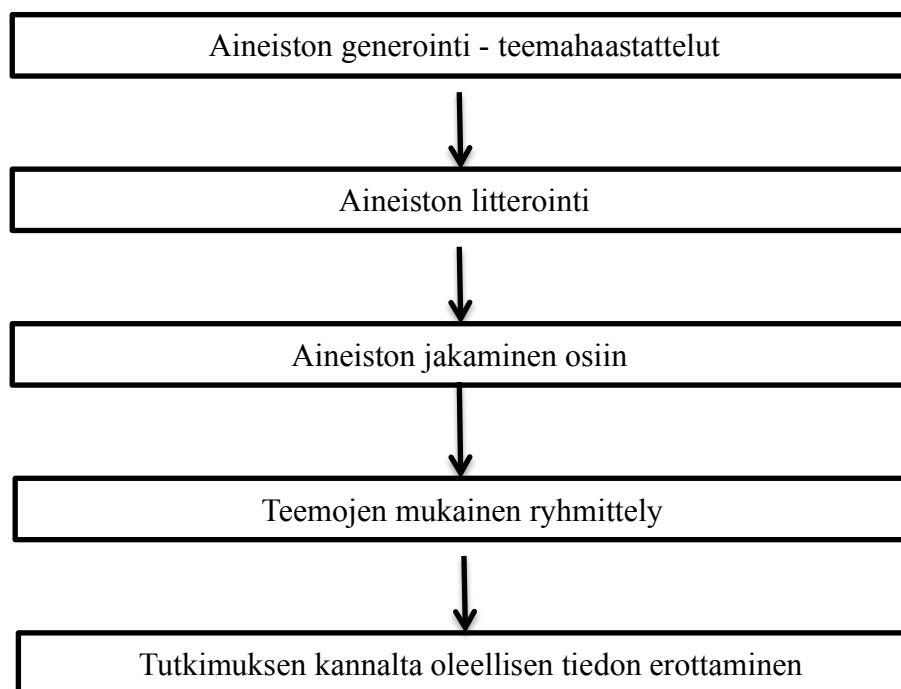 Aineiston generointi - teemahaastattelut
Aineiston litterointi
Aineiston jakaminen osiin
Teemojen mukainen ryhmittely
Tutkimuksen kannalta oleellisen tiedon erottaminen